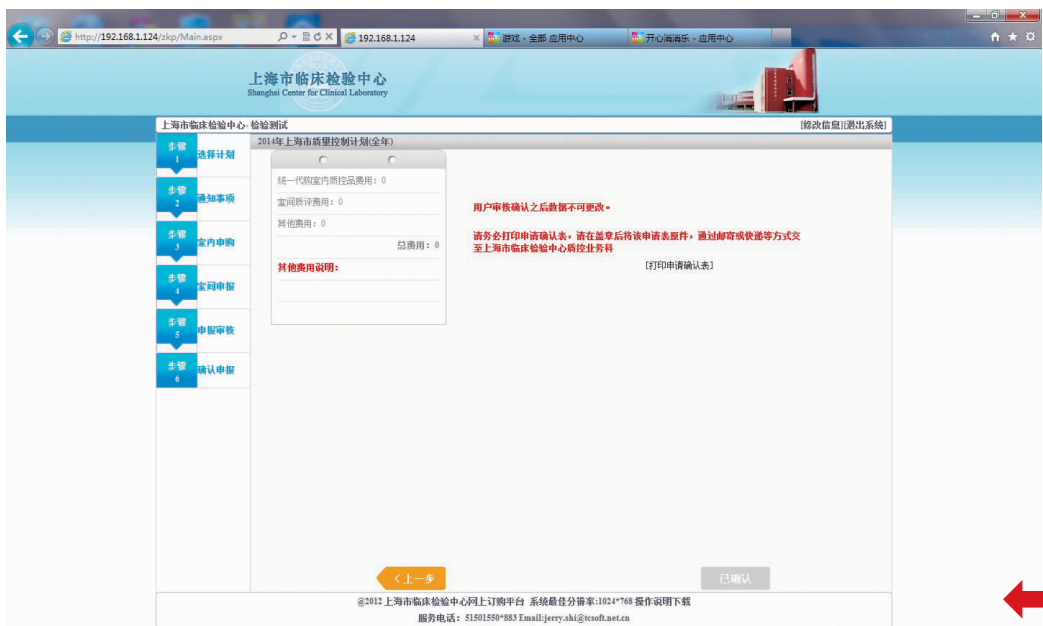 http://192.168.1.124/zkp/Main.aspx
192.168.1.124
游戏 - 全部 应用中心
开心消消乐 - 应用中心
上海市临床检验中心
Shanghai Center for Clinical Laboratory
上海市临床检验中心-检验测试
[修改信息][退出系统]
步骤 1 选择计划
步骤 2 通知事项
步骤 3 室内申购
步骤 4 室间申报
步骤 5 申报审核
步骤 6 确认申报
2014年上海市质量控制计划(全年)
统一代购室内质控品费用：0
室间质评费用：0
其他费用：0
总费用：0
其他费用说明：
用户审核确认之后数据不可更改。
请务必打印申请确认表，请在盖章后将该申请表原件，通过邮寄或快递等方式交
至上海市临床检验中心质控业务科
[打印申请确认表]
<上一步
已确认
@2012 上海市临床检验中心网上订购平台 系统最佳分辨率:1024*768 操作说明下载
服务电话：51501550*883 Email:jerry.shi@tcsoft.net.cn